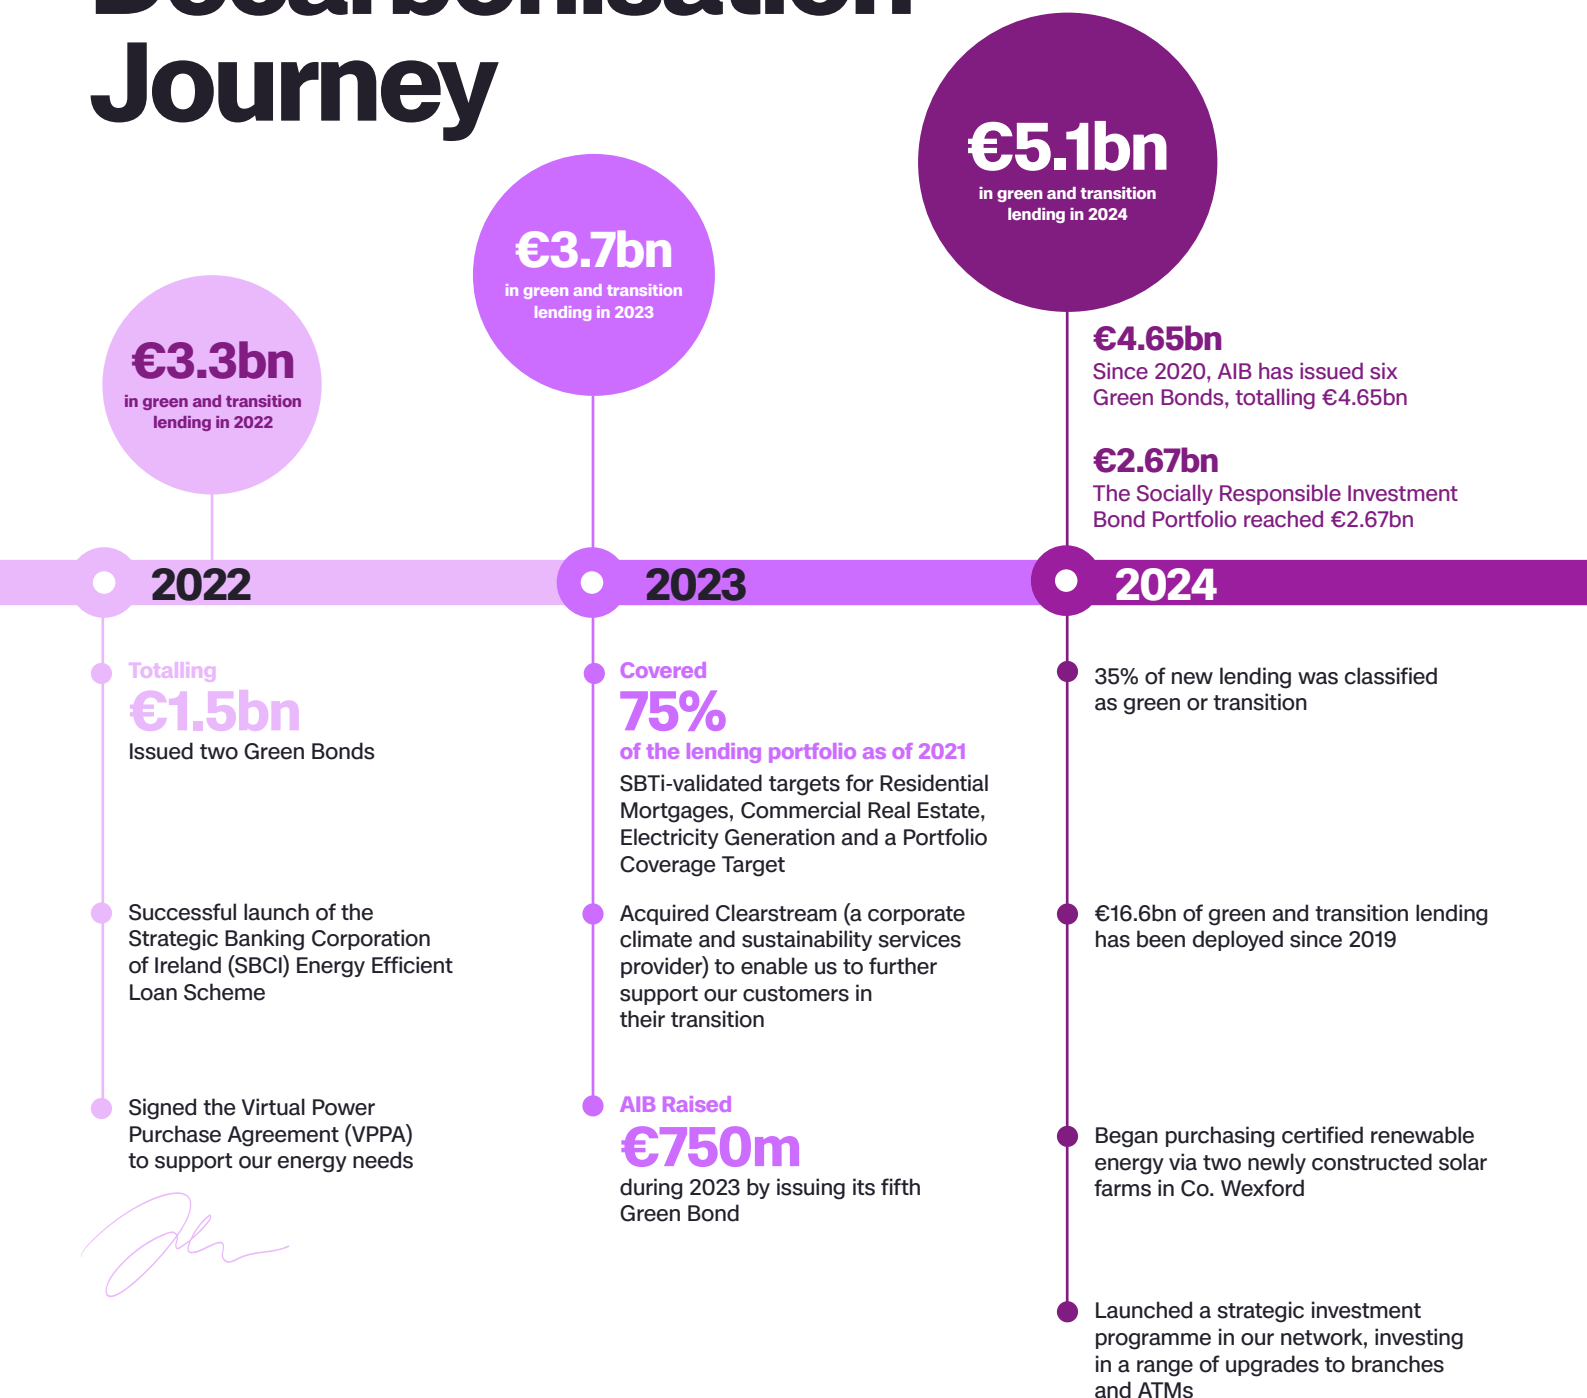 Decarbonisation
Journey
€3.3bn
in green and transition
lending in 2022
€3.7bn
in green and transition
lending in 2023
€5.1bn
in green and transition
lending in 2024
€4.65bn
Since 2020, AIB has issued six
Green Bonds, totalling €4.65bn
€2.67bn
The Socially Responsible Investment
Bond Portfolio reached €2.67bn
2022
Totalling
€1.5bn
Issued two Green Bonds
Successful launch of the
Strategic Banking Corporation
of Ireland (SBCI) Energy Efficient
Loan Scheme
Signed the Virtual Power
Purchase Agreement (VPPA)
to support our energy needs
2023
Covered
75%
of the lending portfolio as of 2021
SBTi-validated targets for Residential
Mortgages, Commercial Real Estate,
Electricity Generation and a Portfolio
Coverage Target
Acquired Clearstream (a corporate
climate and sustainability services
provider) to enable us to further
support our customers in
their transition
AIB Raised
€750m
during 2023 by issuing its fifth
Green Bond
2024
35% of new lending was classified
as green or transition
€16.6bn of green and transition lending
has been deployed since 2019
Began purchasing certified renewable
energy via two newly constructed solar
farms in Co. Wexford
Launched a strategic investment
programme in our network, investing
in a range of upgrades to branches
and ATMs